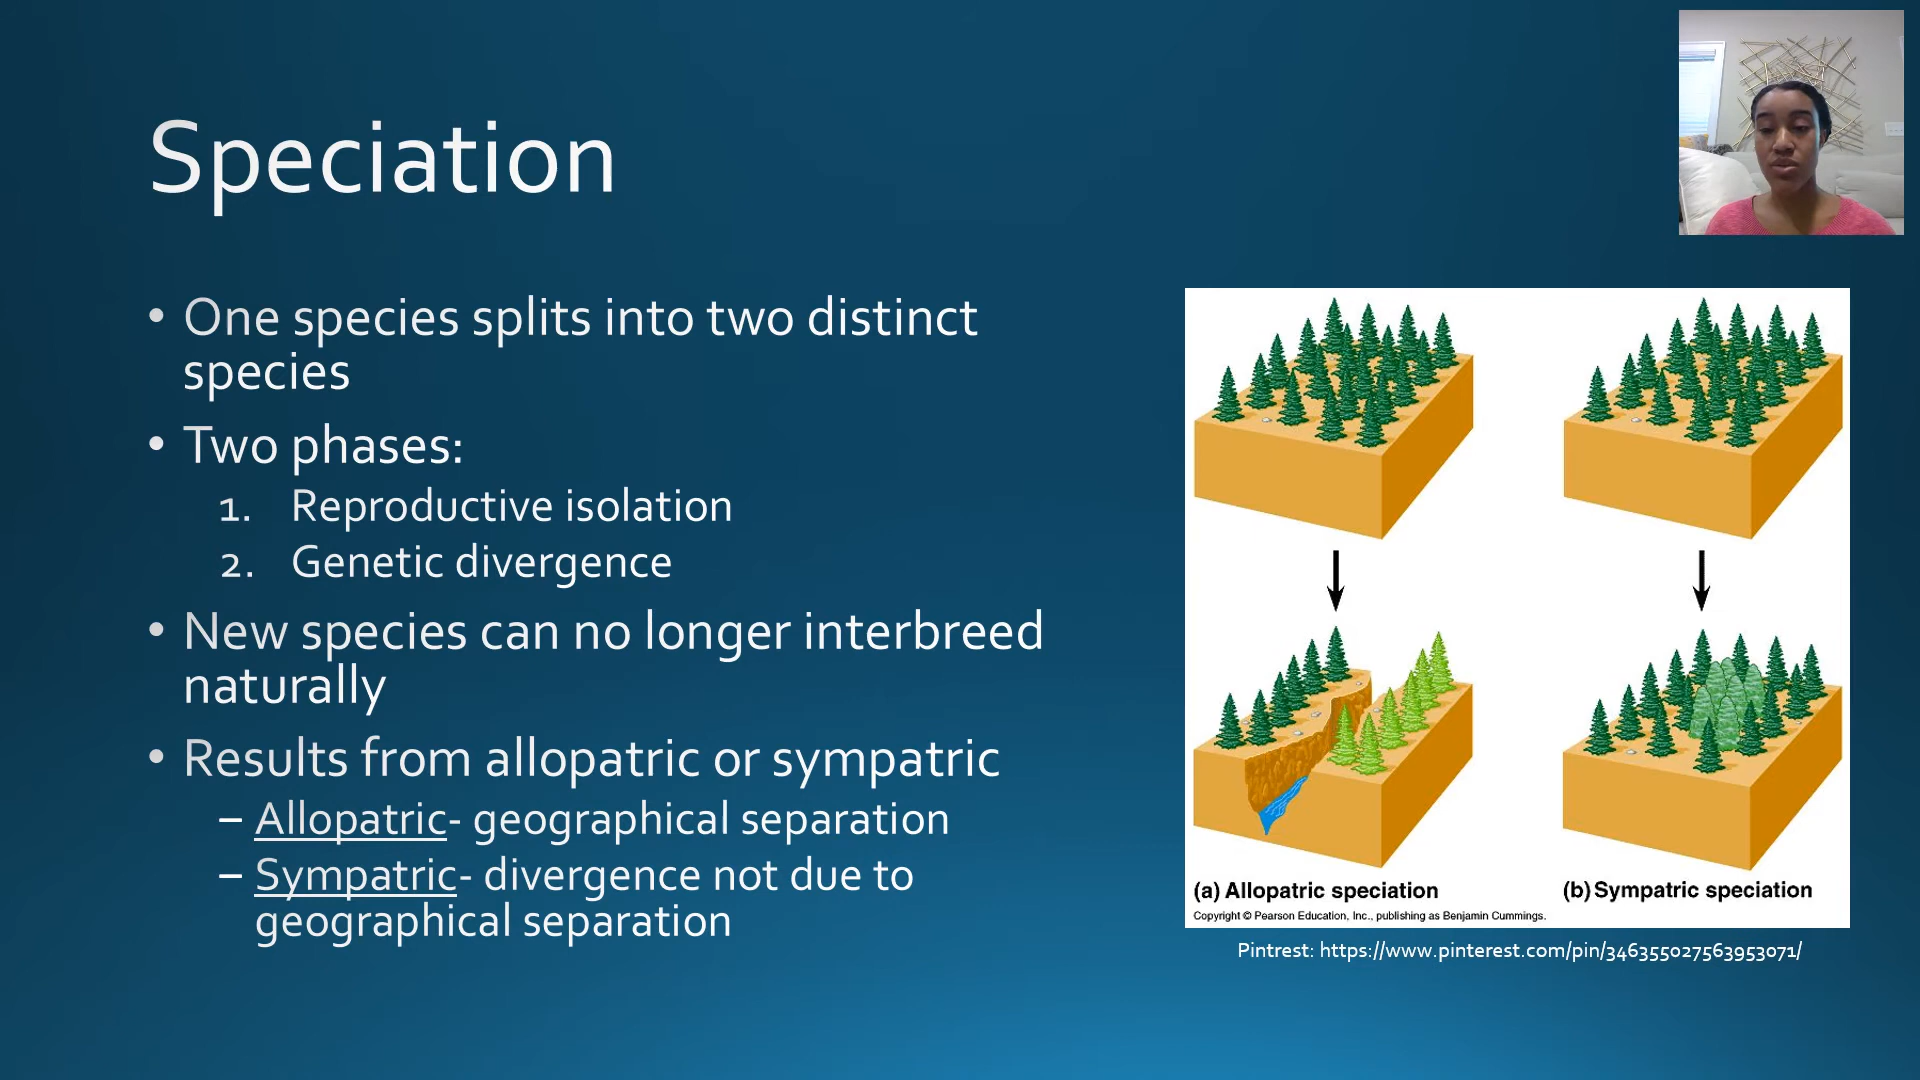 Speciation
• One species splits into two distinct
species
• Two phases:
1. Reproductive isolation
2. Genetic divergence
• New species can no longer interbreed
naturally
• Results from allopatric or sympatric
– Allopatric- geographical separation
– Sympatric- divergence not due to
geographical separation
(a) Allopatric speciation
(b) Sympatric speciation
Copyright © Pearson Education, Inc., publishing as Benjamin Cummings.
Pintrest: https://www.pinterest.com/pin/346355027563953071/